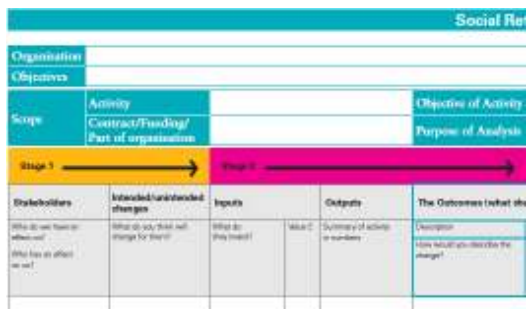 Social Ret
Organisation
Objectives
Scope
Activity
Contract/Funding/
Part of organisation
Objective of Activity
Purpose of Analysis
Stage 1
Stage 2
Stakeholders
Intended/unintended
changes
Inputs
Outputs
The Outcomes (what cha
Who do we have an
effect on?
Who has an effect
on us?
What do you think will
change for them?
What do
they invest?
Value £
Summary of activity
in numbers
Description
How would you describe the
change?